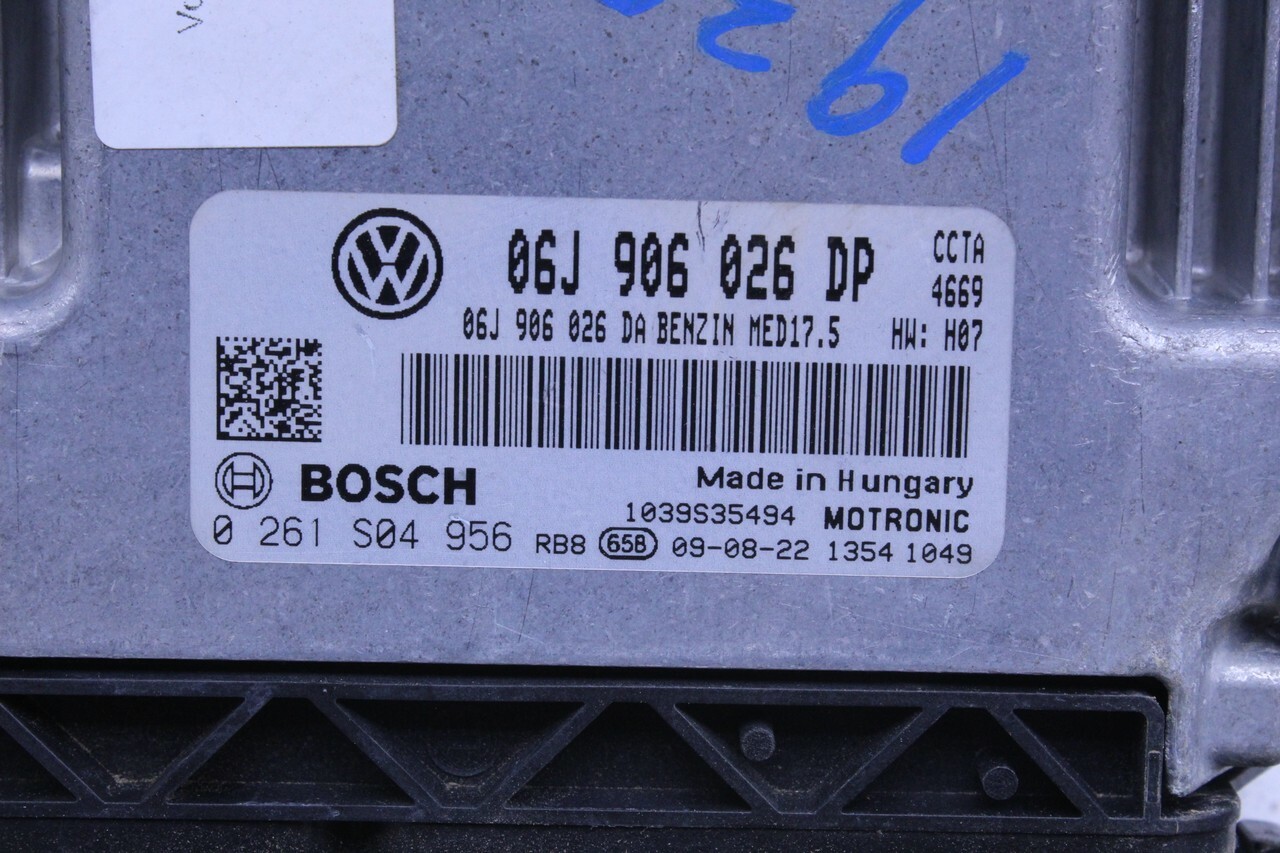 192
06J 906 026 DP
CCTA
4669
06J 906 026 DA BENZIN MED17.5 HW: H07
BOSCH
Made in Hungary
1039S35494 MOTRONIC
0 261 S04 956 RB8 65B 09-08-22 1354 1049